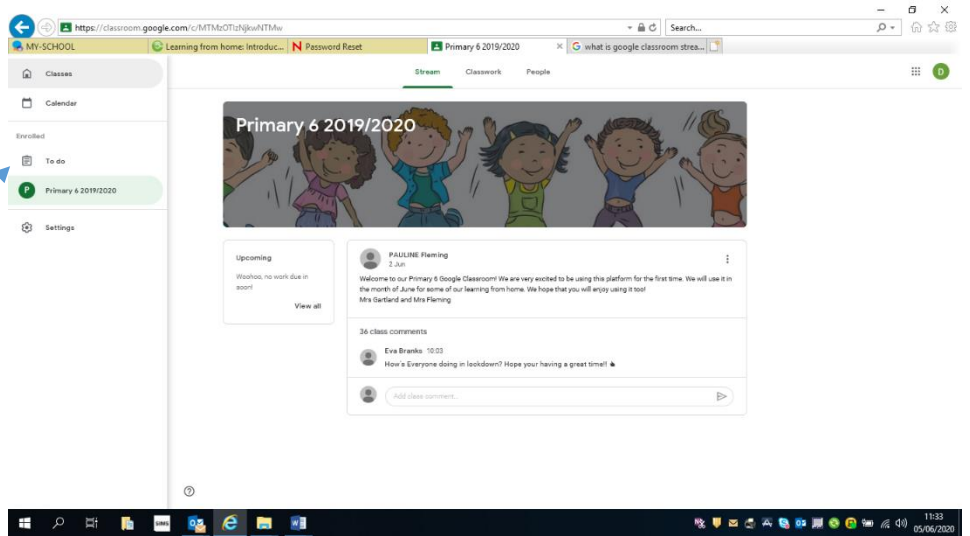 https://classroom.google.com/c/MTMzOTIzNjkwNTMw
Search...
MY-SCHOOL
Learning from home: Introduc...
Password Reset
Primary 6 2019/2020
what is google classroom strea...
Classes
Stream
Classwork
People
D
Calendar
Enrolled
To do
P Primary 6 2019/2020
Settings
Primary 6 2019/2020
Upcoming
Woohoo, no work due in
soon!
View all
PAULINE Fleming
2 Jun
Welcome to our Primary 6 Google Classroom! We are very excited to be using this platform for the first time. We will use it in
the month of June for some of our learning from home. We hope that you will enjoy using it too!
Mrs Gartland and Mrs Fleming
36 class comments
Eva Branks 10:03
How's Everyone doing in lockdown? Hope your having a great time!!
Add class comment...
SIMS
11:33
05/06/2020